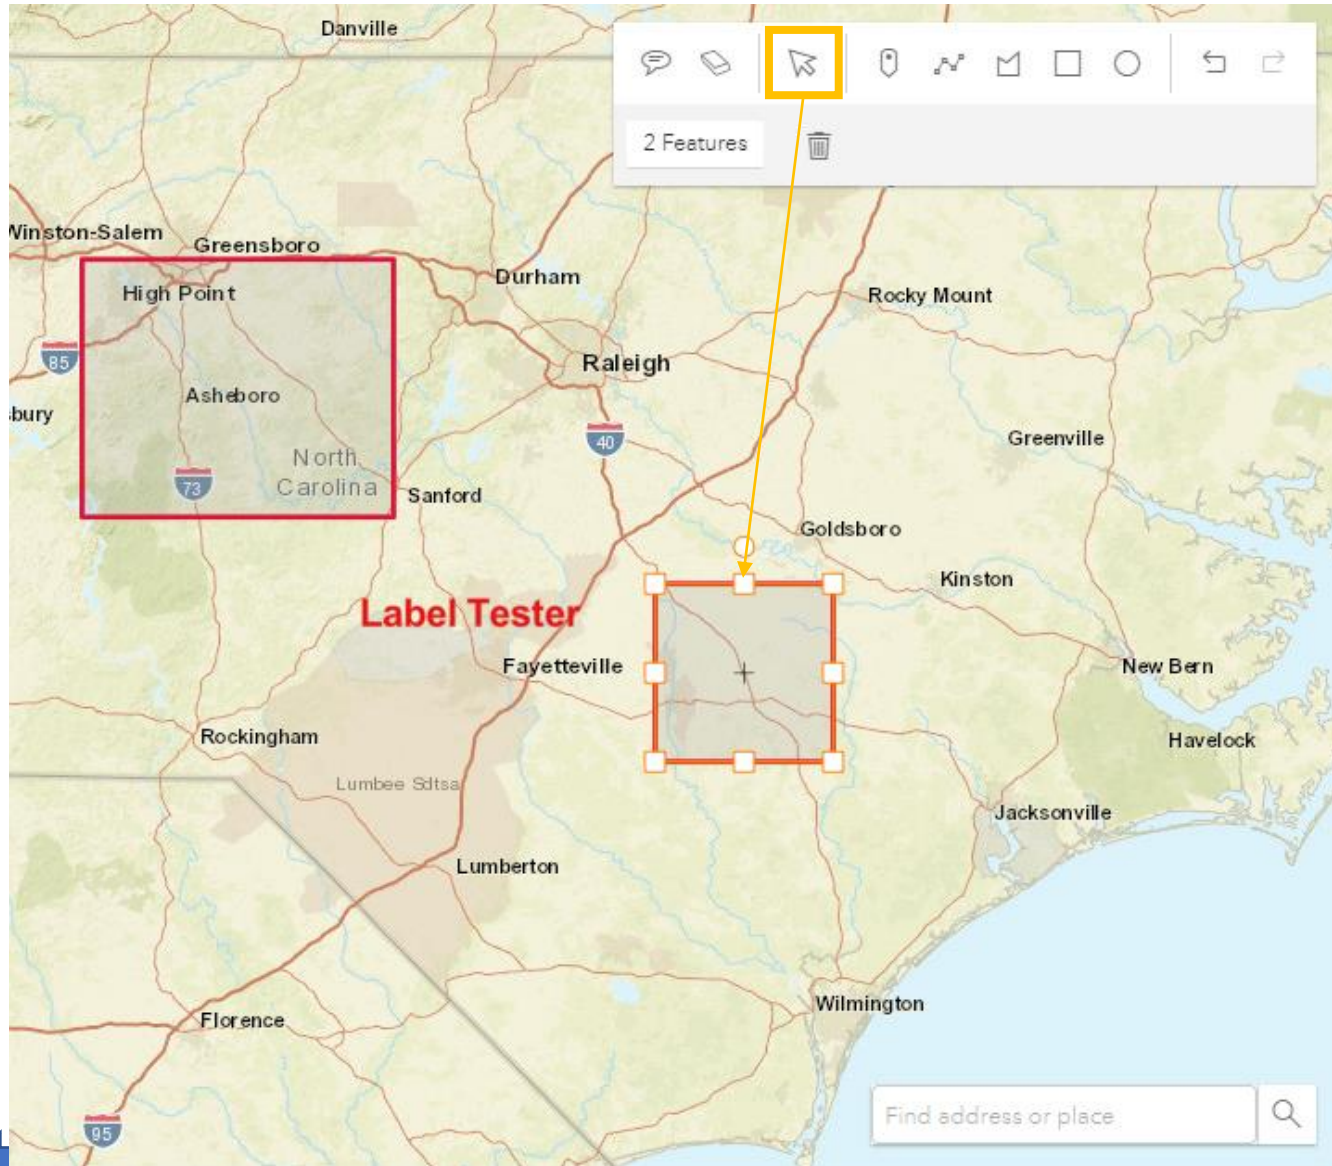 Danville
2 Features
Winston-Salem
Greensboro
Durham
High Point
Rocky Mount
85
Raleigh
Asheboro
bury
40
Greenville
North
Carolina
73
Sanford
Goldsboro
Kinston
Label Tester
Fayetteville
New Bern
Rockingham
Havelock
Lumbee Sdtsa
Jacksonville
Lumberton
Wilmington
Florence
Find address or place
95